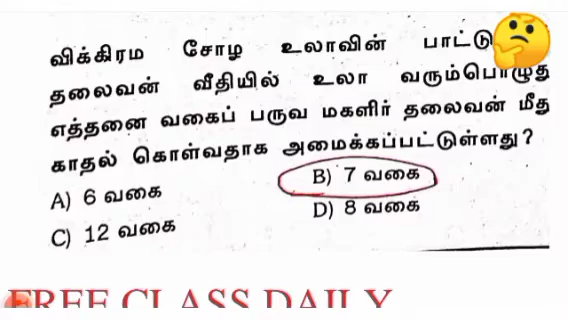 விக்கிரம சோழ உலாவின் பாட்டு
தலைவன் வீதியில் உலா வரும்பொழுது
எத்தனை வகைப் பருவ மகளிர் தலைவன் மீது
காதல் கொள்வதாக அமைக்கப்பட்டுள்ளது?
A) 6 வகை
B) 7 வகை
C) 12 வகை
D) 8 வகை
FREE CLASS DAILY